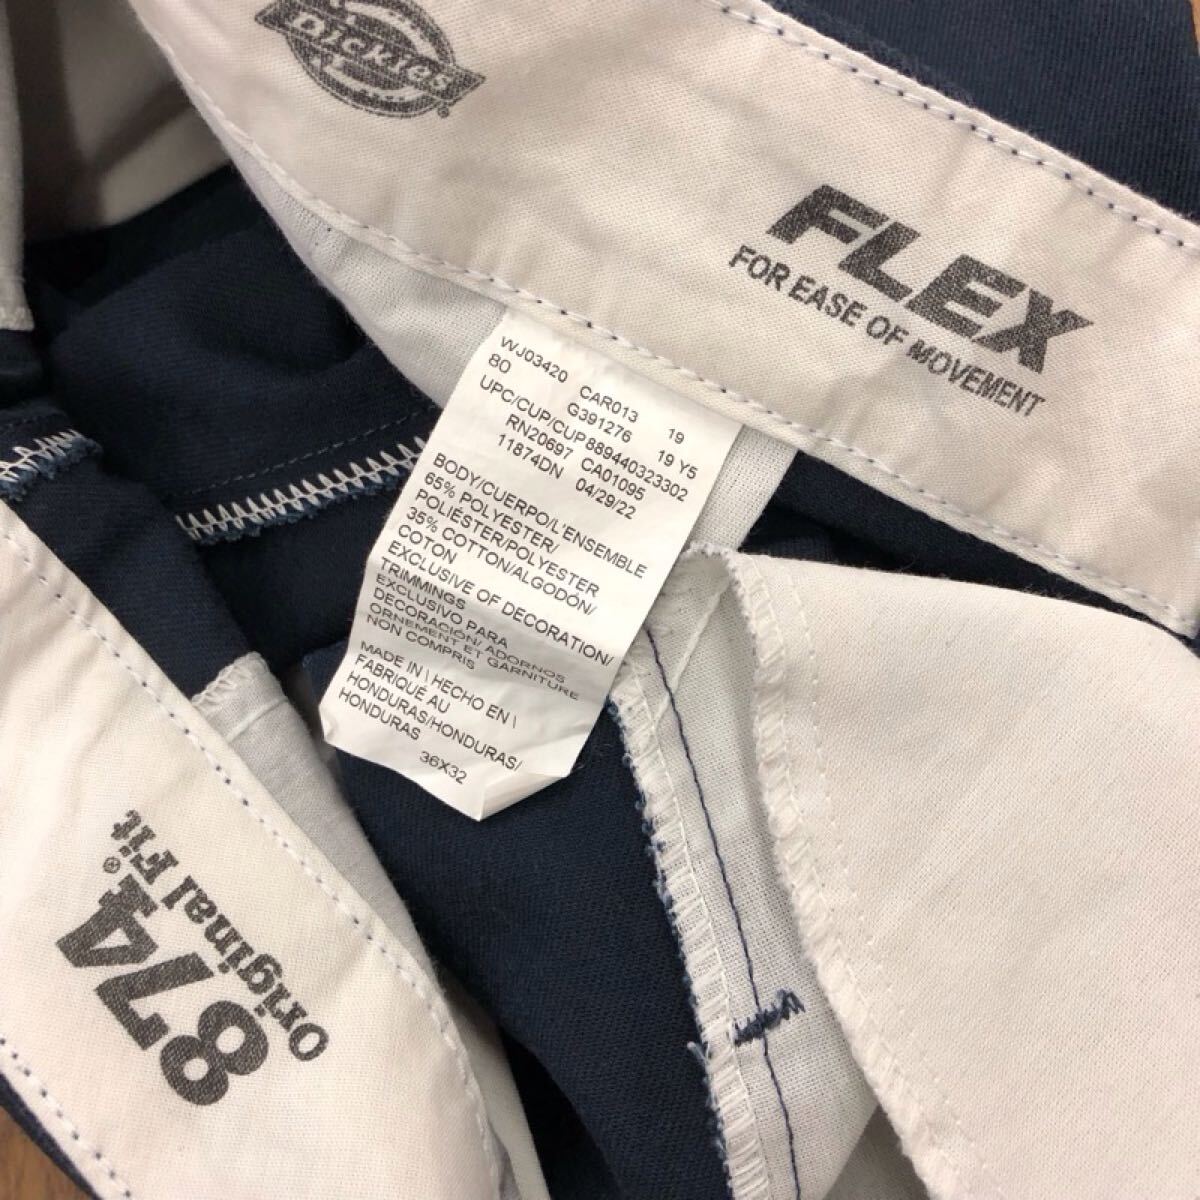 Dickies®
FLEX
FOR EASE OF MOVEMENT
WJ03420 CAR013 19
80 G391276 19 Y5
UPC/CUP/CUP 889440323302
RN20697 CA01095
11874DN 04/29/22
BODY/CUERPO/L'ENSEMBLE
65% POLYESTER/
POLIÉSTER/POLYESTER
35% COTTON/ALGODÓN/
COTON
EXCLUSIVE OF DECORATION/
TRIMMINGS
EXCLUSIVO PARA
DECORACIÓN/ ADORNOS
ORNEMENT ET GARNITURE
NON COMPRIS
MADE IN \ HECHO EN \
FABRIQUÉ AU
HONDURAS/HONDURAS/
HONDURAS
36X32
874®
Original Fit